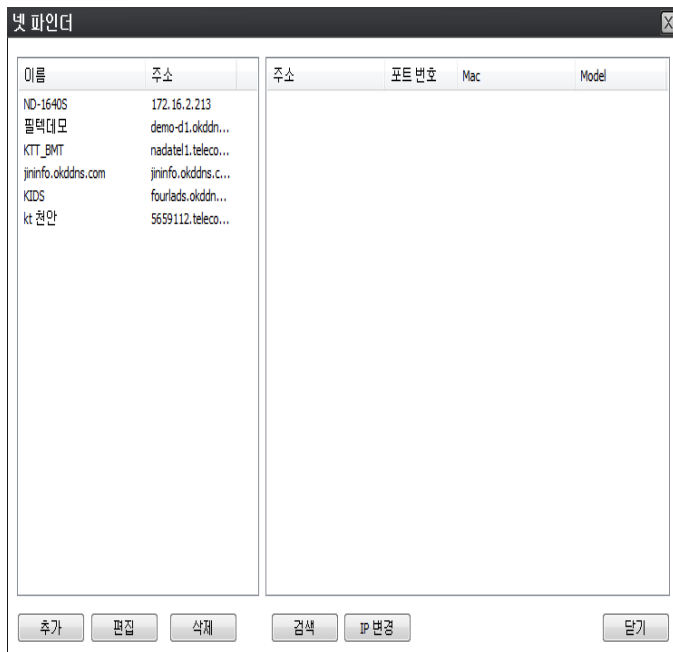 넷 파인더
이름 주소
ND-1640S 172.16.2.213
필텍데모 demo-d1.okddn...
KTT_BMT nadatel1.teleco...
jininfo.okddns.com jininfo.okddns.c...
KIDS fourlads.okddn...
kt 천안 5659112.teleco...
주소 포트 번호 Mac Model
추가 편집 삭제 검색 IP 변경 닫기